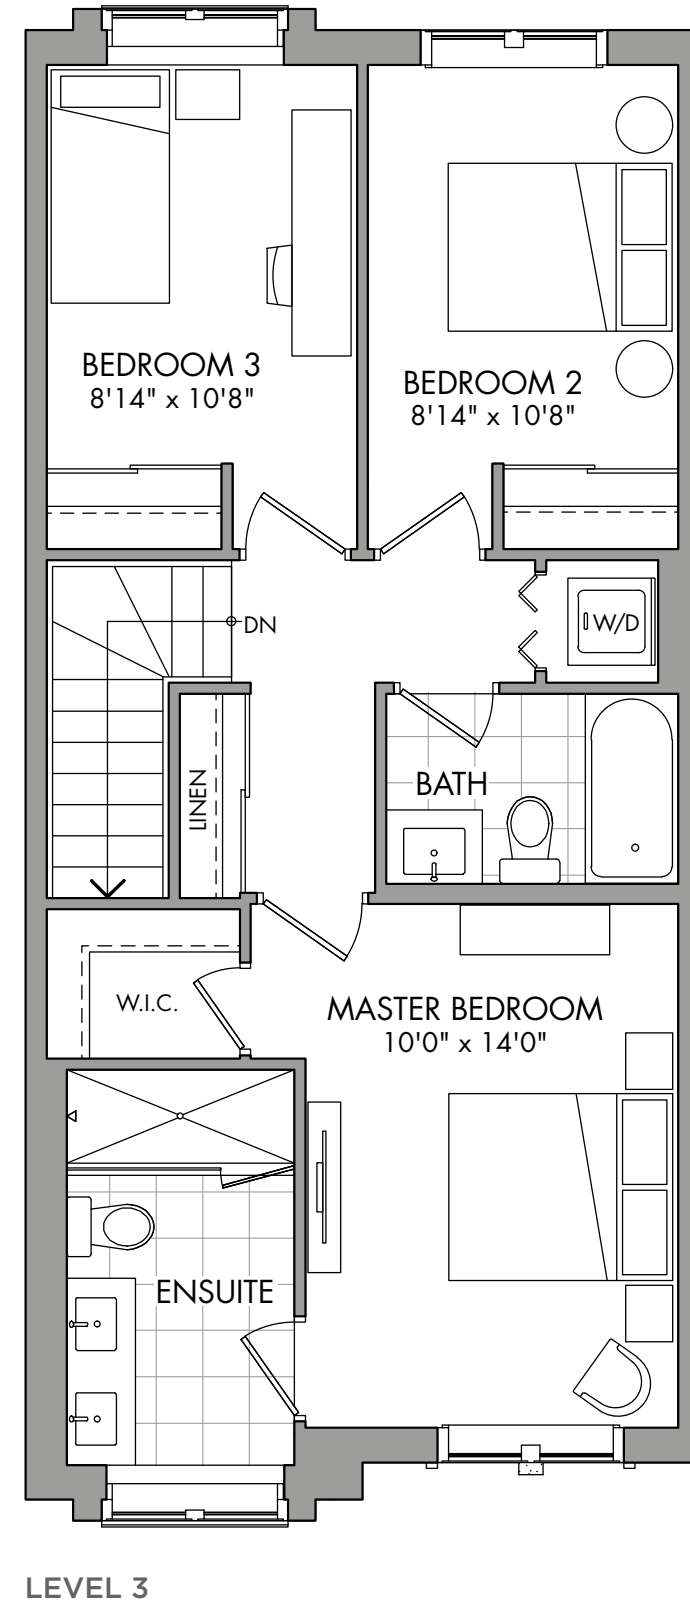 BEDROOM 3
8'14" x 10'8"
BEDROOM 2
8'14" x 10'8"
DN
W/D
LINEN
BATH
W.I.C.
MASTER BEDROOM
10'0" x 14'0"
ENSUITE
LEVEL 3